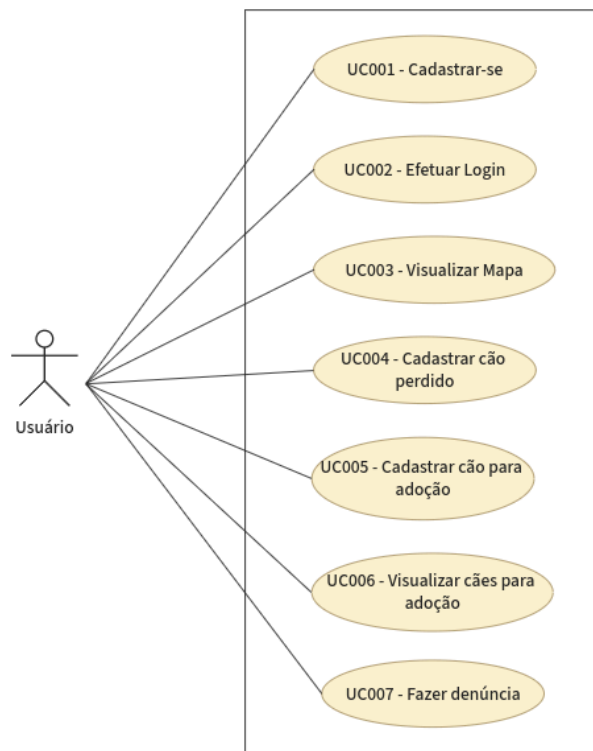 UC001 - Cadastrar-se
UC002 - Efetuar Login
UC003 - Visualizar Mapa
UC004 - Cadastrar cão
perdido
Usuário
UC005 - Cadastrar cão para
adoção
UC006 - Visualizar cães para
adoção
UC007 - Fazer denúncia